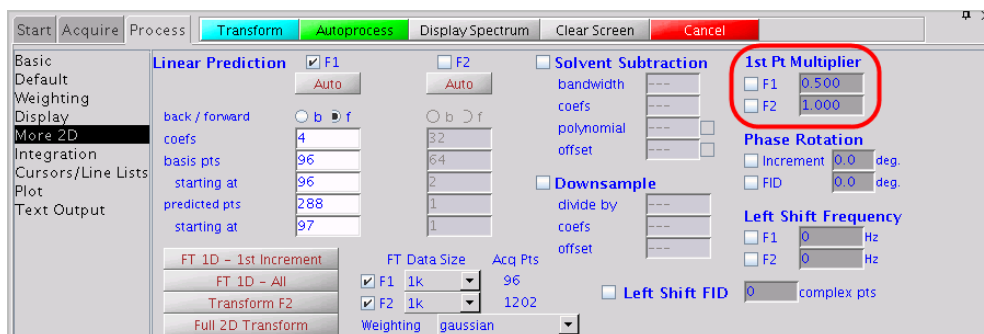 Start Acquire Process Transform Autoprocess Display Spectrum Clear Screen Cancel
Basic
Default
Weighting
Display
More 2D
Integration
Cursors/Line Lists
Plot
Text Output
Linear Prediction F1 F2
Auto Auto
back / forward b f b f
coefs 4 32
basis pts 96 64
starting at 96 2
predicted pts 288 1
starting at 97 1
FT 1D - 1st Increment
FT 1D - All
Transform F2
Full 2D Transform
FT Data Size Acq Pts
F1 1k 96
F2 1k 1202
Weighting gaussian
Solvent Subtraction
bandwidth ---
coefs ---
polynomial ---
offset ---
Downsample
divide by ---
coefs ---
offset ---
Left Shift FID 0 complex pts
1st Pt Multiplier
F1 0.500
F2 1.000
Phase Rotation
Increment 0.0 deg.
FID 0.0 deg.
Left Shift Frequency
F1 0 Hz
F2 0 Hz